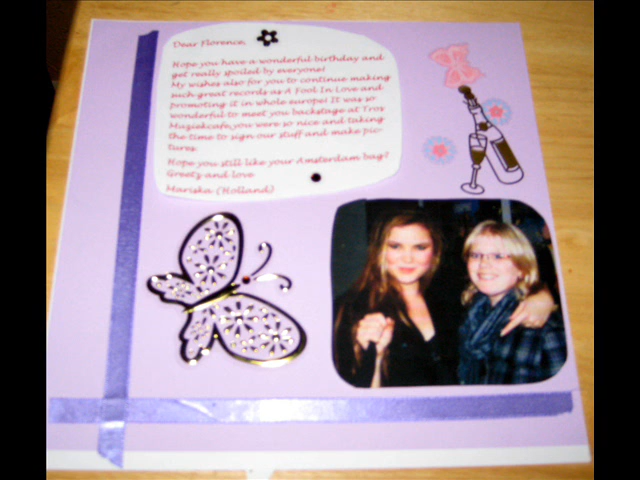 Dear Florence,
Hope you have a wonderful birthday and
get really spoiled by everyone!
My wishes also for you to continue making
such great records as A Fool In Love and
promoting it in whole europe! It was so
wonderful to meet you backstage at Tros
Muziekcafe,you were so nice and taking
the time to sign our stuff and make pic-
tures.
Hope you still like your Amsterdam bag?
Greetz and love
Mariska (Holland)